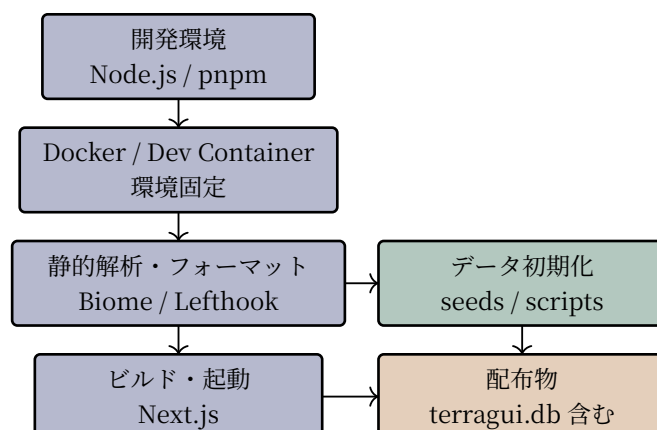 開発環境
Node.js / pnpm
Docker / Dev Container
環境固定
静的解析・フォーマット
Biome / Lefthook
データ初期化
seeds / scripts
ビルド・起動
Next.js
配布物
terragui.db 含む